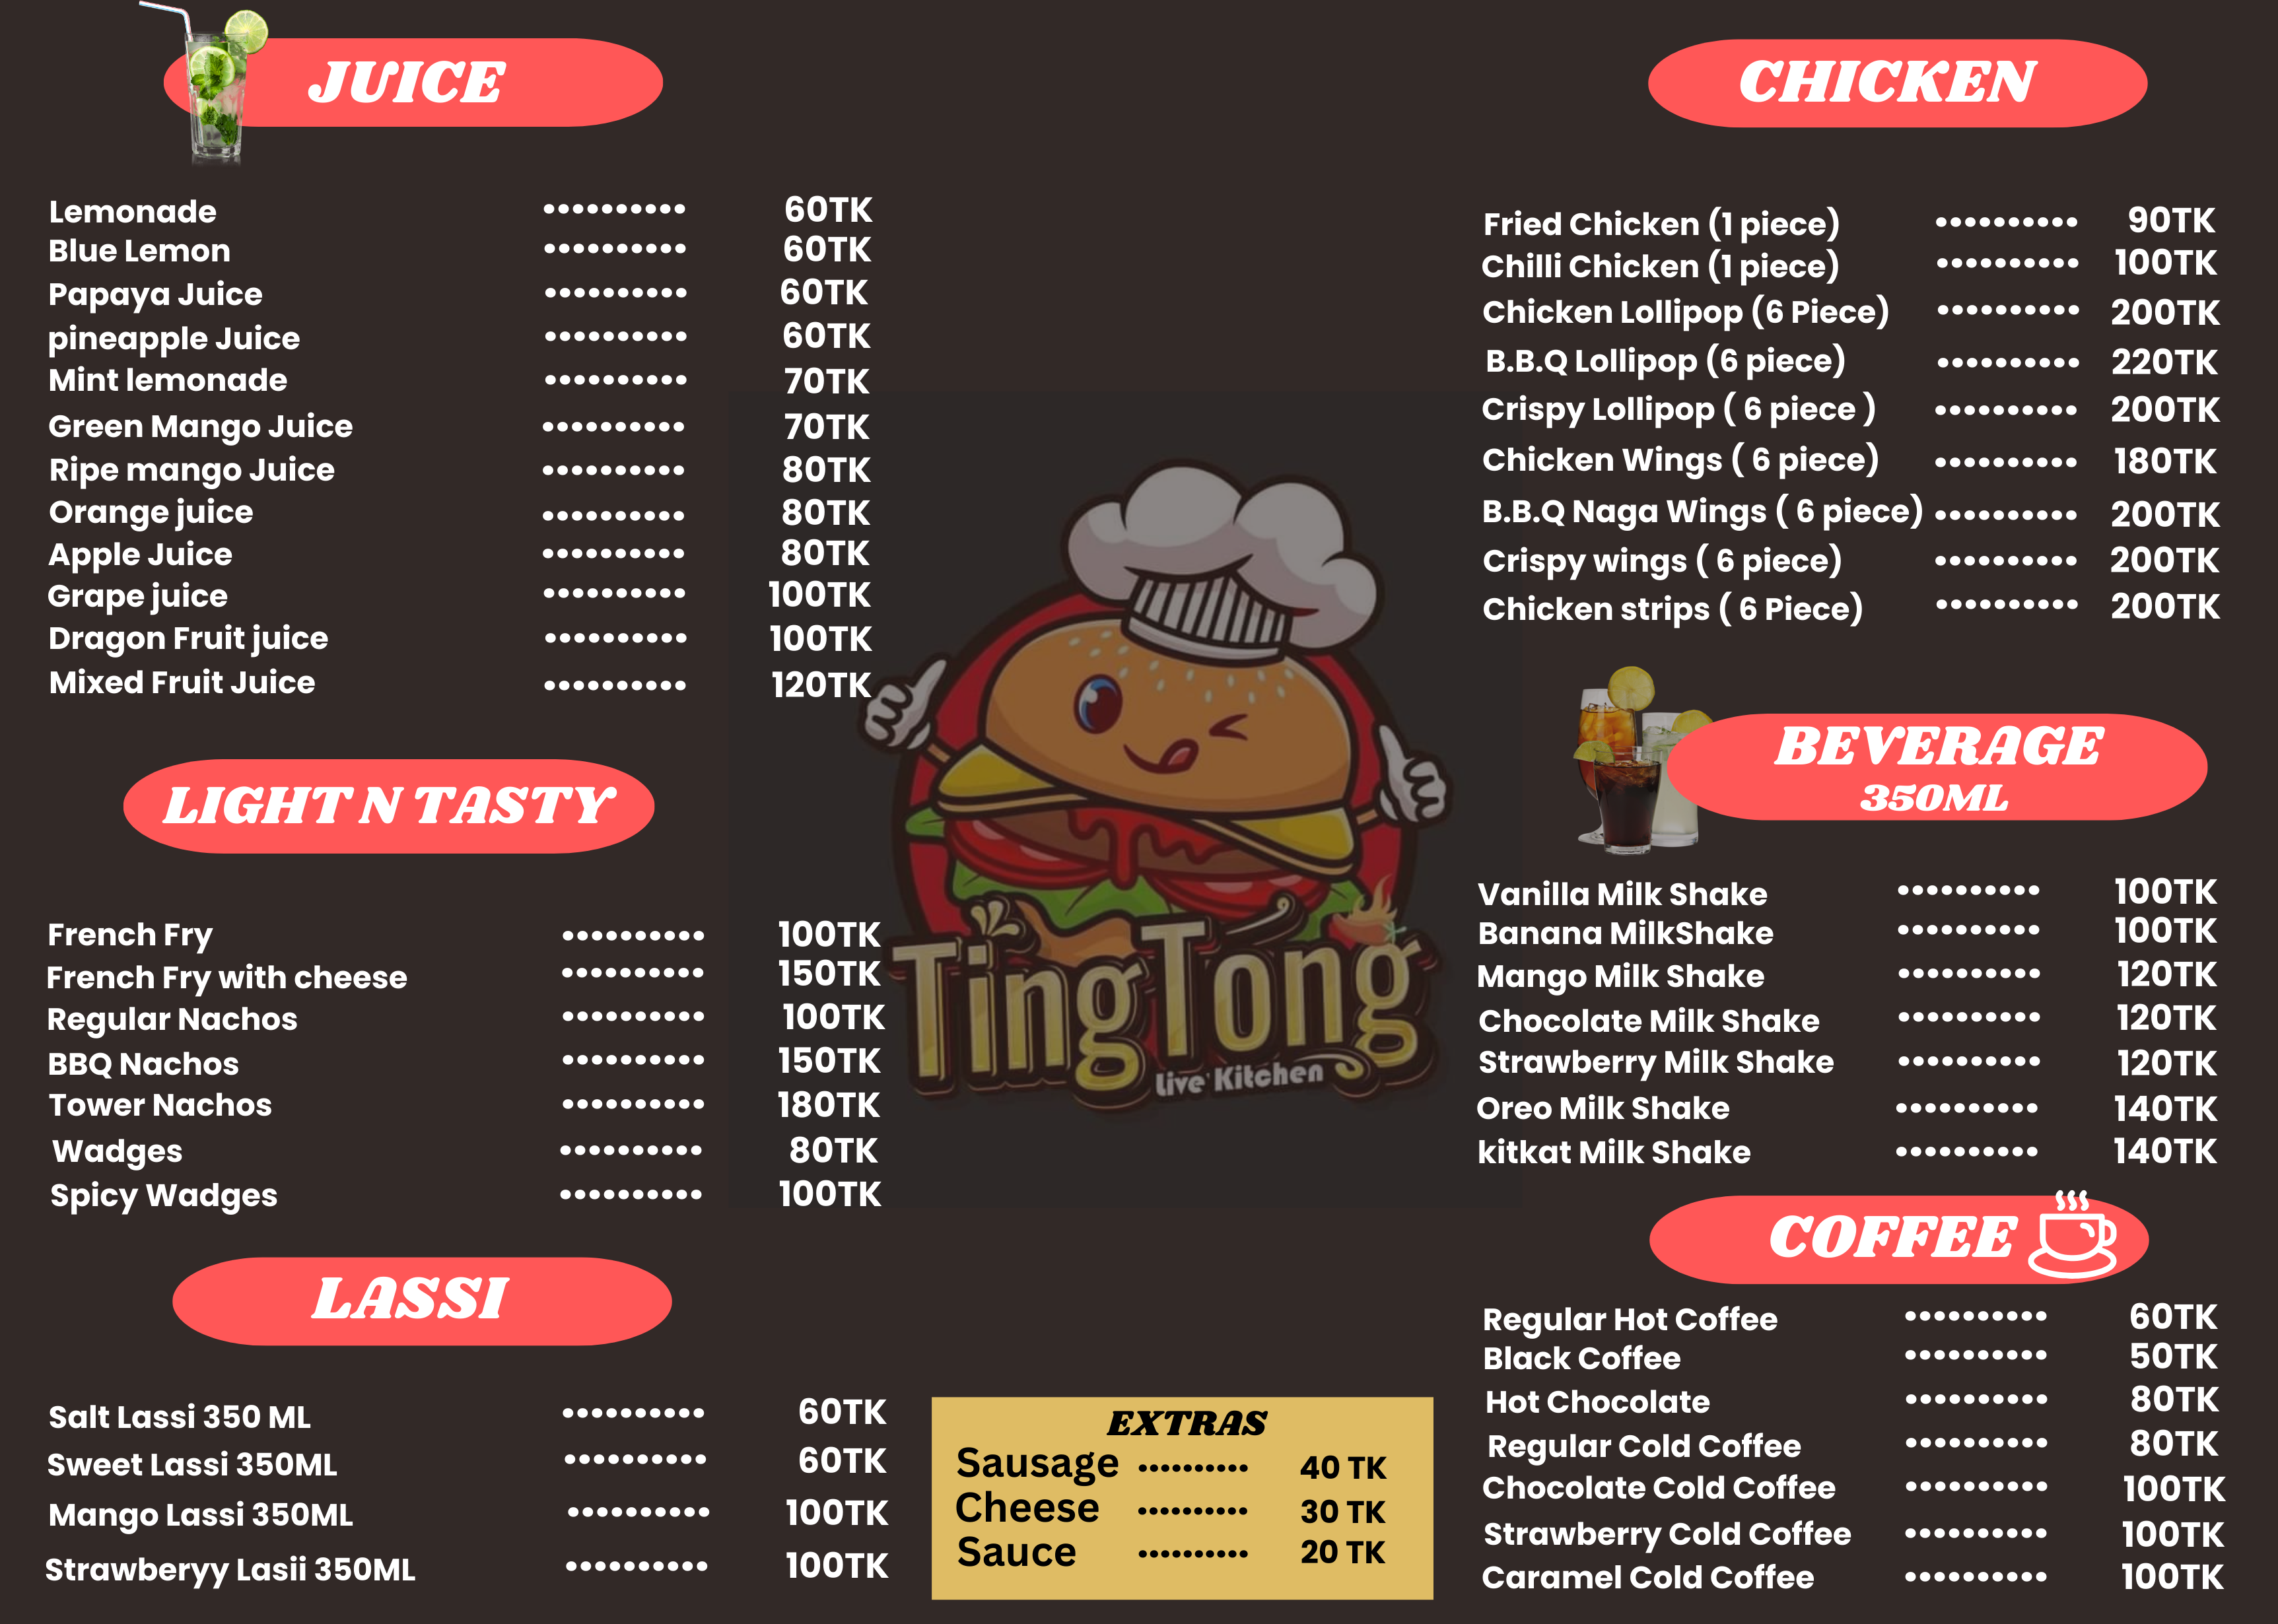 JUICE
Lemonade .......... 60TK
Blue Lemon .......... 60TK
Papaya Juice .......... 60TK
pineapple Juice .......... 60TK
Mint lemonade .......... 70TK
Green Mango Juice .......... 70TK
Ripe mango Juice .......... 80TK
Orange juice .......... 80TK
Apple Juice .......... 80TK
Grape juice .......... 100TK
Dragon Fruit juice .......... 100TK
Mixed Fruit Juice .......... 120TK
LIGHT N TASTY
French Fry .......... 100TK
French Fry with cheese .......... 150TK
Regular Nachos .......... 100TK
BBQ Nachos .......... 150TK
Tower Nachos .......... 180TK
Wadges .......... 80TK
Spicy Wadges .......... 100TK
LASSI
Salt Lassi 350 ML .......... 60TK
Sweet Lassi 350ML .......... 60TK
Mango Lassi 350ML .......... 100TK
Strawberyy Lasii 350ML .......... 100TK
TingTong
Live Kitchen
EXTRAS
Sausage .......... 40 TK
Cheese .......... 30 TK
Sauce .......... 20 TK
CHICKEN
Fried Chicken (1 piece) .......... 90TK
Chilli Chicken (1 piece) .......... 100TK
Chicken Lollipop (6 Piece) .......... 200TK
B.B.Q Lollipop (6 piece) .......... 220TK
Crispy Lollipop ( 6 piece ) .......... 200TK
Chicken Wings ( 6 piece) .......... 180TK
B.B.Q Naga Wings ( 6 piece) .......... 200TK
Crispy wings ( 6 piece) .......... 200TK
Chicken strips ( 6 Piece) .......... 200TK
BEVERAGE
350ML
Vanilla Milk Shake .......... 100TK
Banana MilkShake .......... 100TK
Mango Milk Shake .......... 120TK
Chocolate Milk Shake .......... 120TK
Strawberry Milk Shake .......... 120TK
Oreo Milk Shake .......... 140TK
kitkat Milk Shake .......... 140TK
COFFEE
Regular Hot Coffee .......... 60TK
Black Coffee .......... 50TK
Hot Chocolate .......... 80TK
Regular Cold Coffee .......... 80TK
Chocolate Cold Coffee .......... 100TK
Strawberry Cold Coffee .......... 100TK
Caramel Cold Coffee .......... 100TK